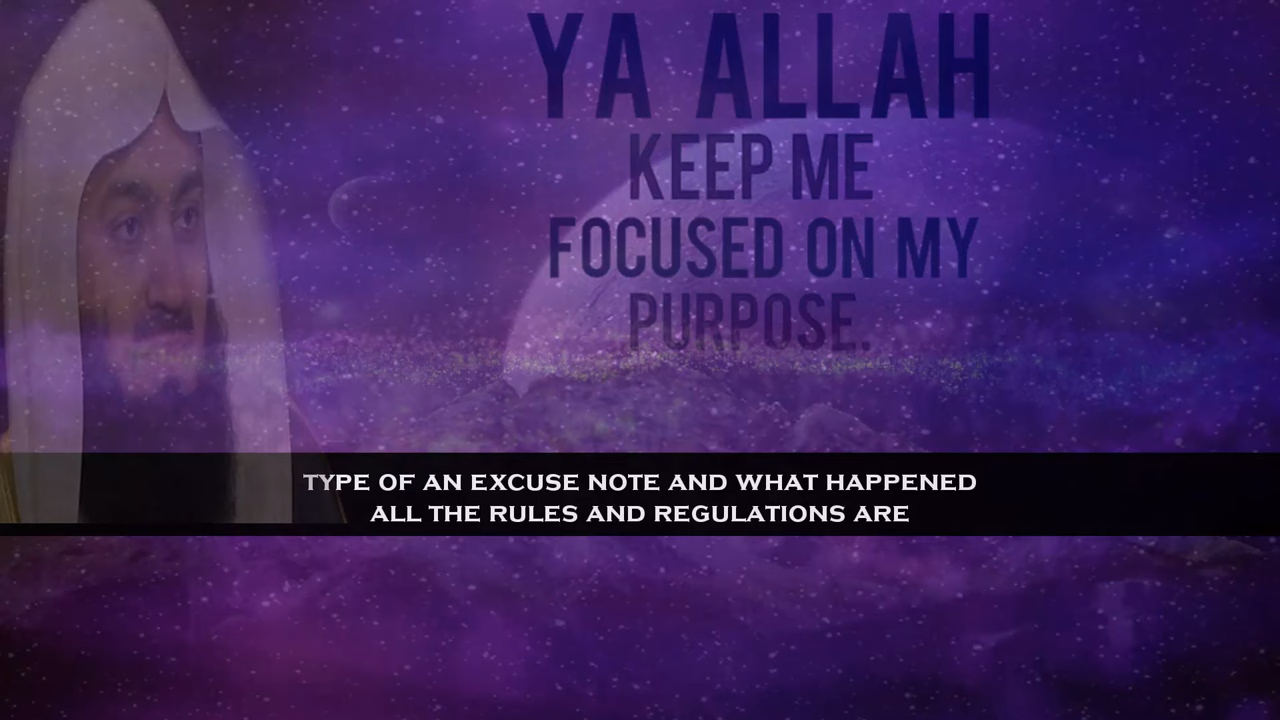 YA ALLAH
KEEP ME
FOCUSED ON MY
PURPOSE.
TYPE OF AN EXCUSE NOTE AND WHAT HAPPENED
ALL THE RULES AND REGULATIONS ARE